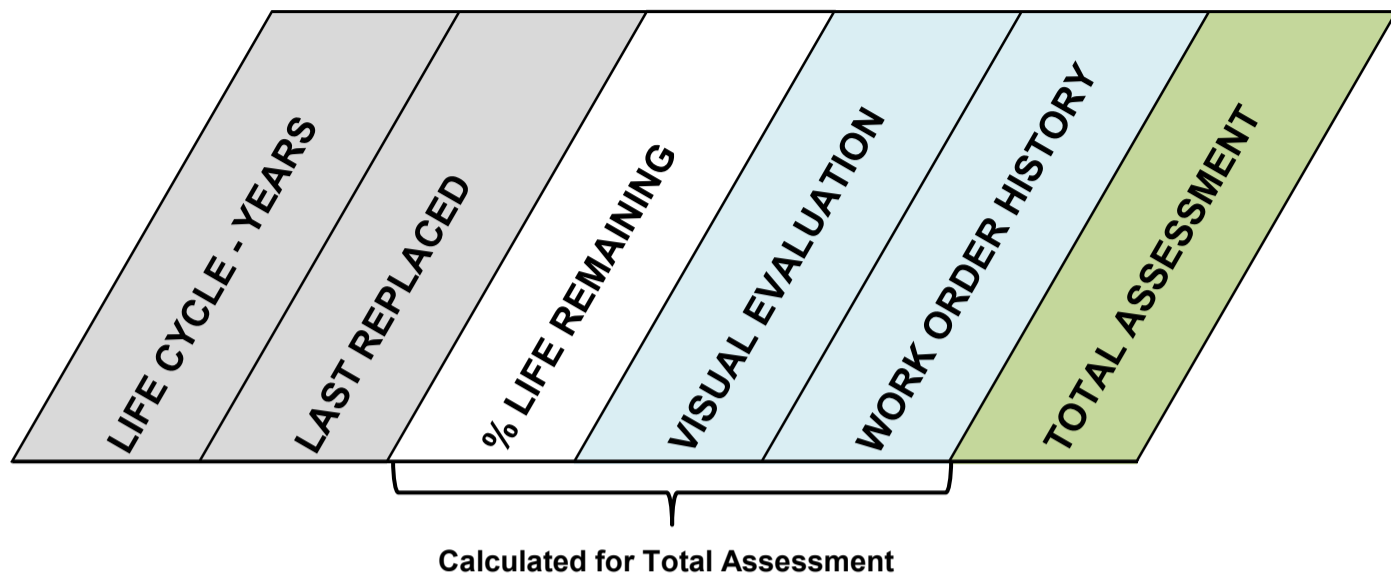 LIFE CYCLE - YEARS
LAST REPLACED
% LIFE REMAINING
VISUAL EVALUATION
WORK ORDER HISTORY
TOTAL ASSESSMENT
Calculated for Total Assessment